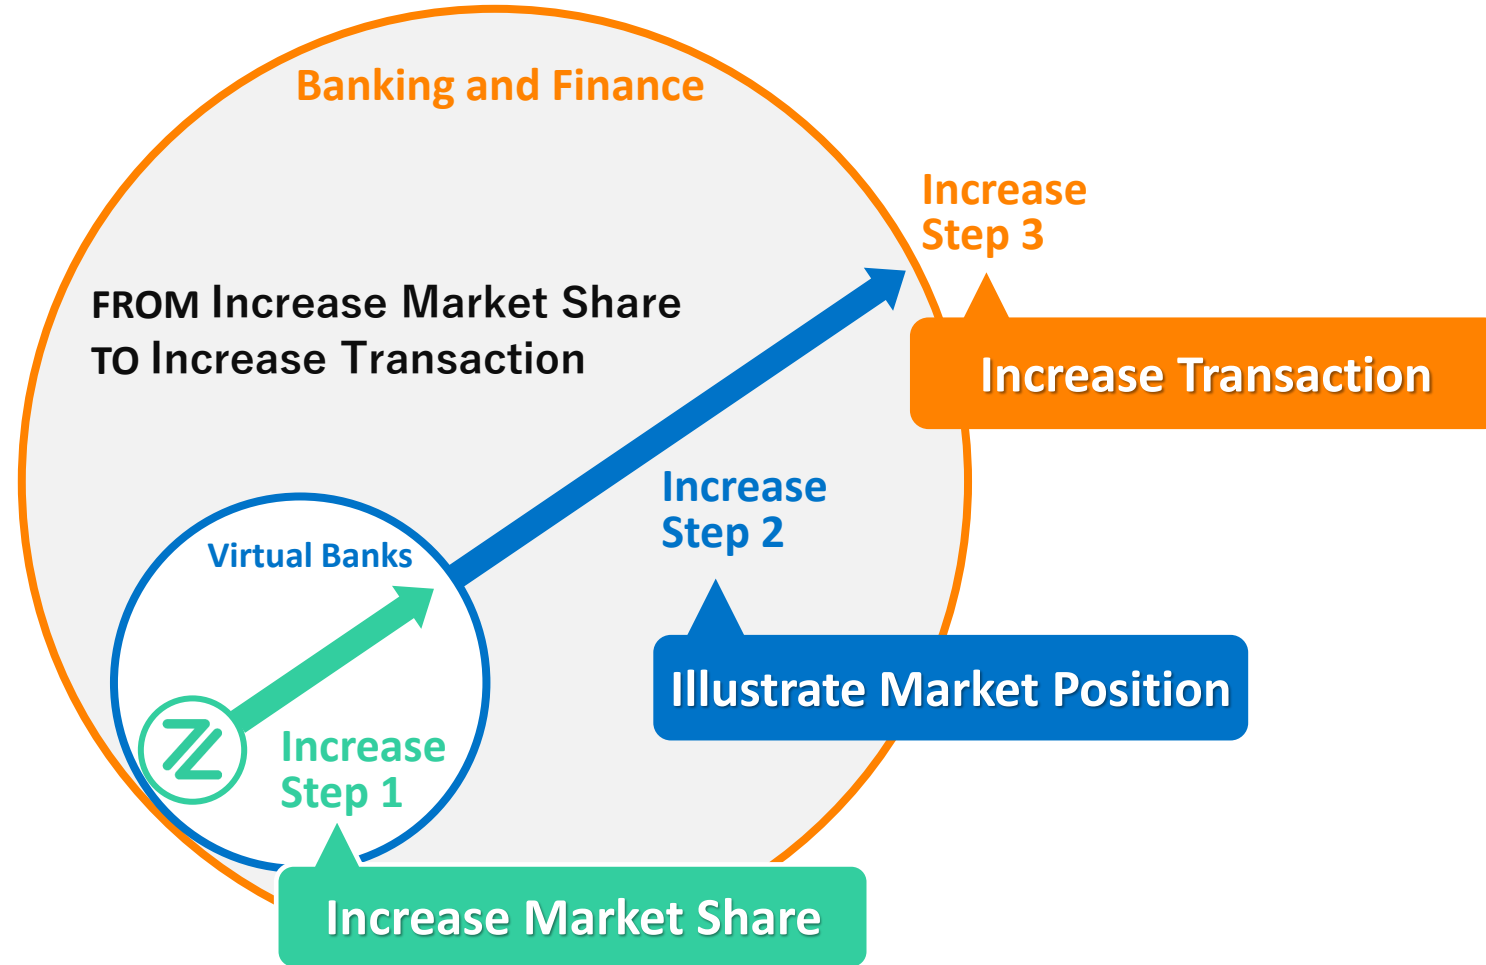 Banking and Finance
Increase
Step 3
FROM Increase Market Share
TO Increase Transaction
Increase Transaction
Increase
Step 2
Virtual Banks
Illustrate Market Position
Increase
Step 1
Increase Market Share